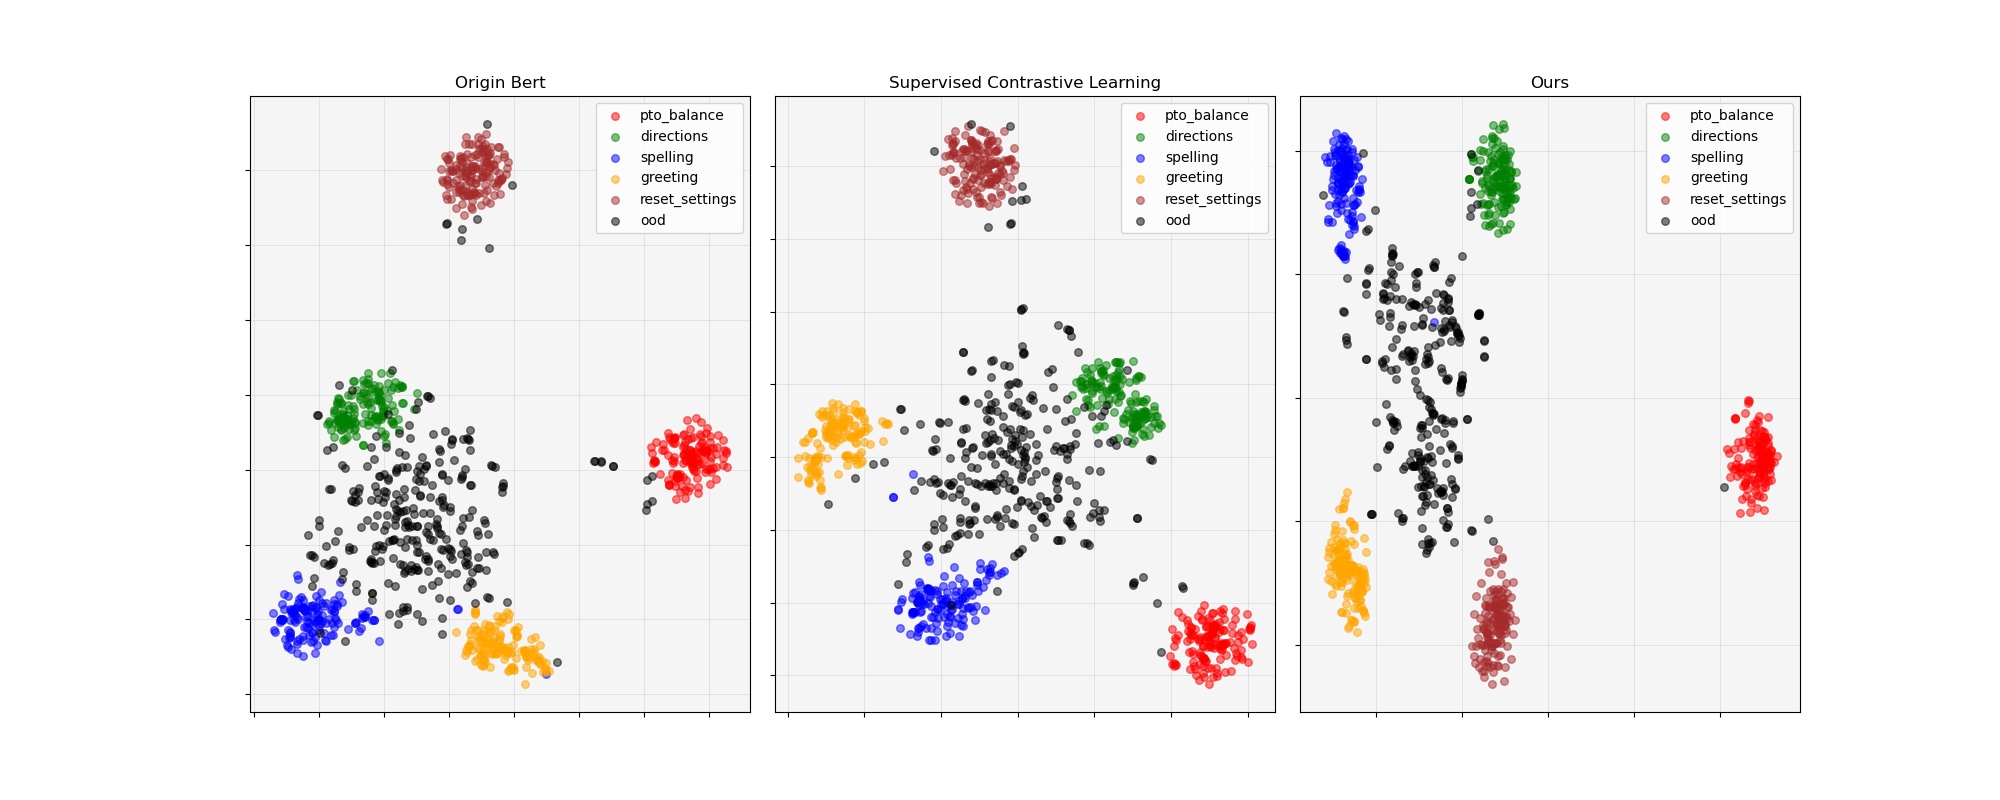 Origin Bert
pto_balance
directions
spelling
greeting
reset_settings
ood
Supervised Contrastive Learning
pto_balance
directions
spelling
greeting
reset_settings
ood
Ours
pto_balance
directions
spelling
greeting
reset_settings
ood